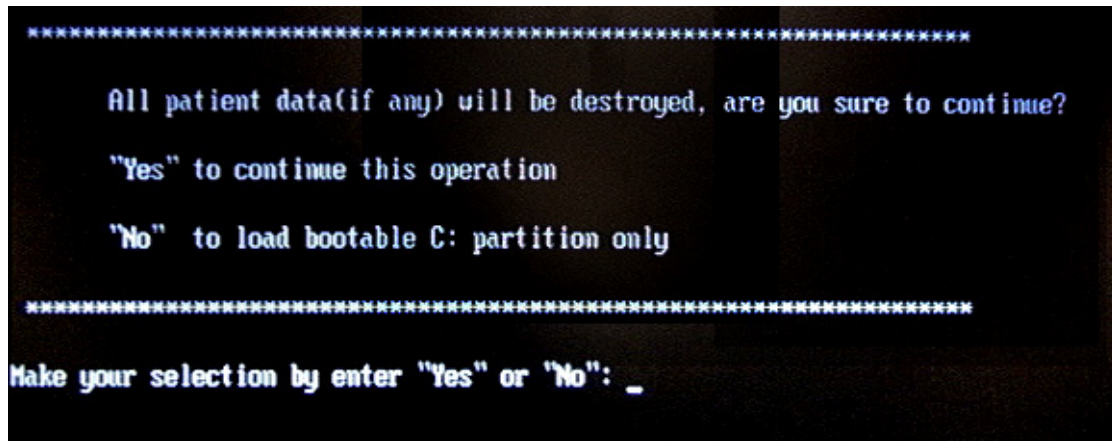 *******************************************************************
All patient data(if any) will be destroyed, are you sure to continue?
"Yes" to continue this operation
"No" to load bootable C: partition only
*******************************************************************
Make your selection by enter "Yes" or "No": _